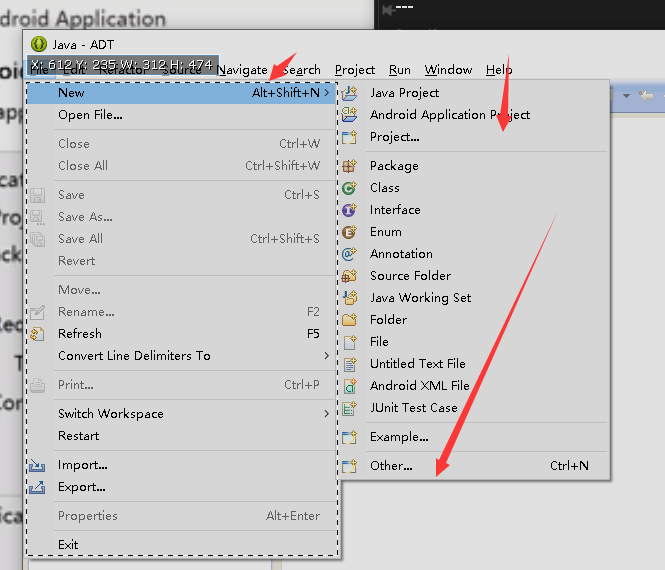 droid Application
Java - ADT
X: 612 Y: 235 W: 312 H: 474
File Edit Refactor Source Navigate Search Project Run Window Help
New Alt+Shift+N
Open File...
Close Ctrl+W
Close All Ctrl+Shift+W
Save Ctrl+S
Save As...
Save All Ctrl+Shift+S
Revert
Move...
Rename... F2
Refresh F5
Convert Line Delimiters To
Print... Ctrl+P
Switch Workspace
Restart
Import...
Export...
Properties Alt+Enter
Exit
Java Project
Android Application Project
Project...
Package
Class
Interface
Enum
Annotation
Source Folder
Java Working Set
Folder
File
Untitled Text File
Android XML File
JUnit Test Case
Example...
Other... Ctrl+N